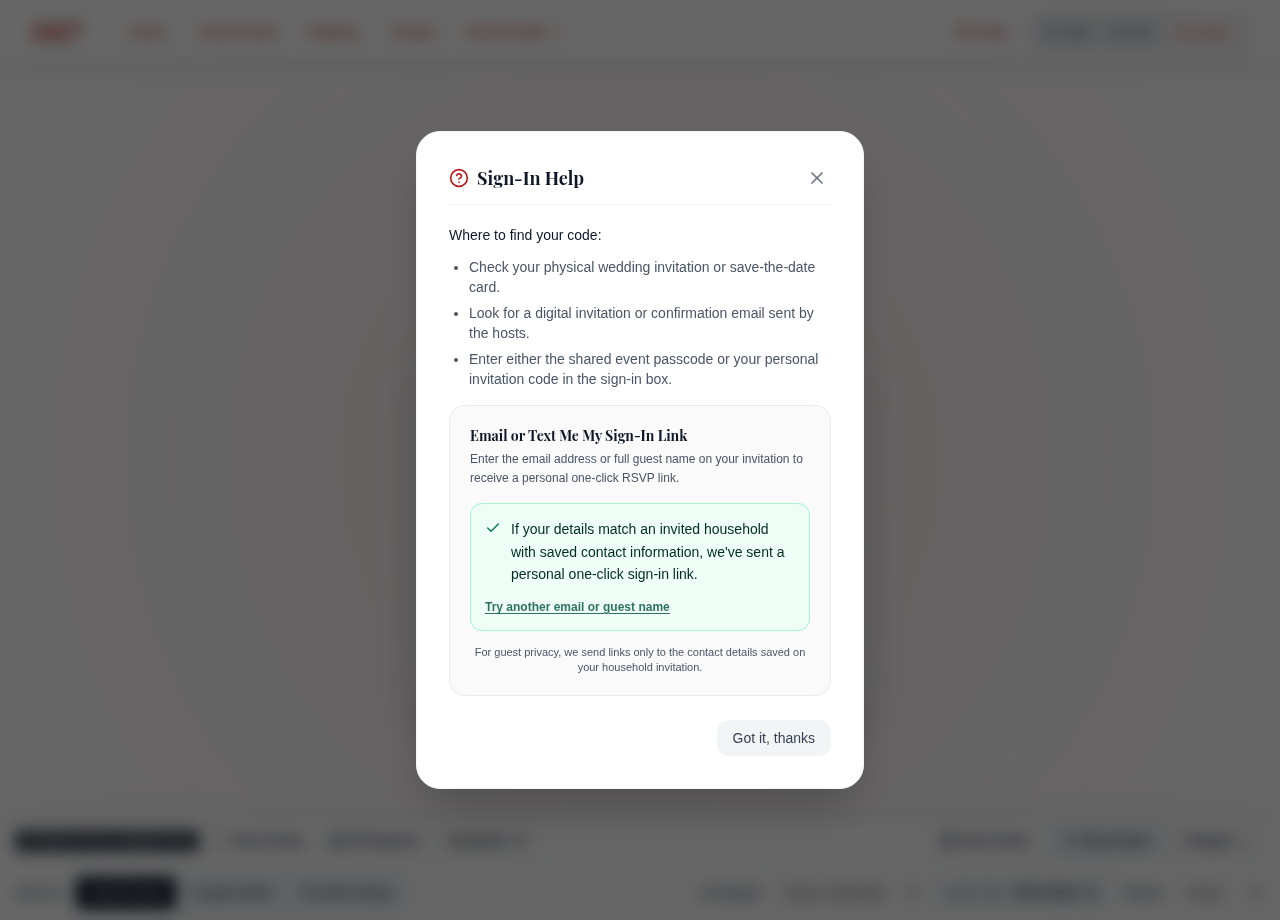 Sign-In Help
Where to find your code:
Check your physical wedding invitation or save-the-date
card.
Look for a digital invitation or confirmation email sent by
the hosts.
Enter either the shared event passcode or your personal
invitation code in the sign-in box.
Email or Text Me My Sign-In Link
Enter the email address or full guest name on your invitation to
receive a personal one-click RSVP link.
If your details match an invited household
with saved contact information, we've sent a
personal one-click sign-in link.
Try another email or guest name
For guest privacy, we send links only to the contact details saved on
your household invitation.
Got it, thanks